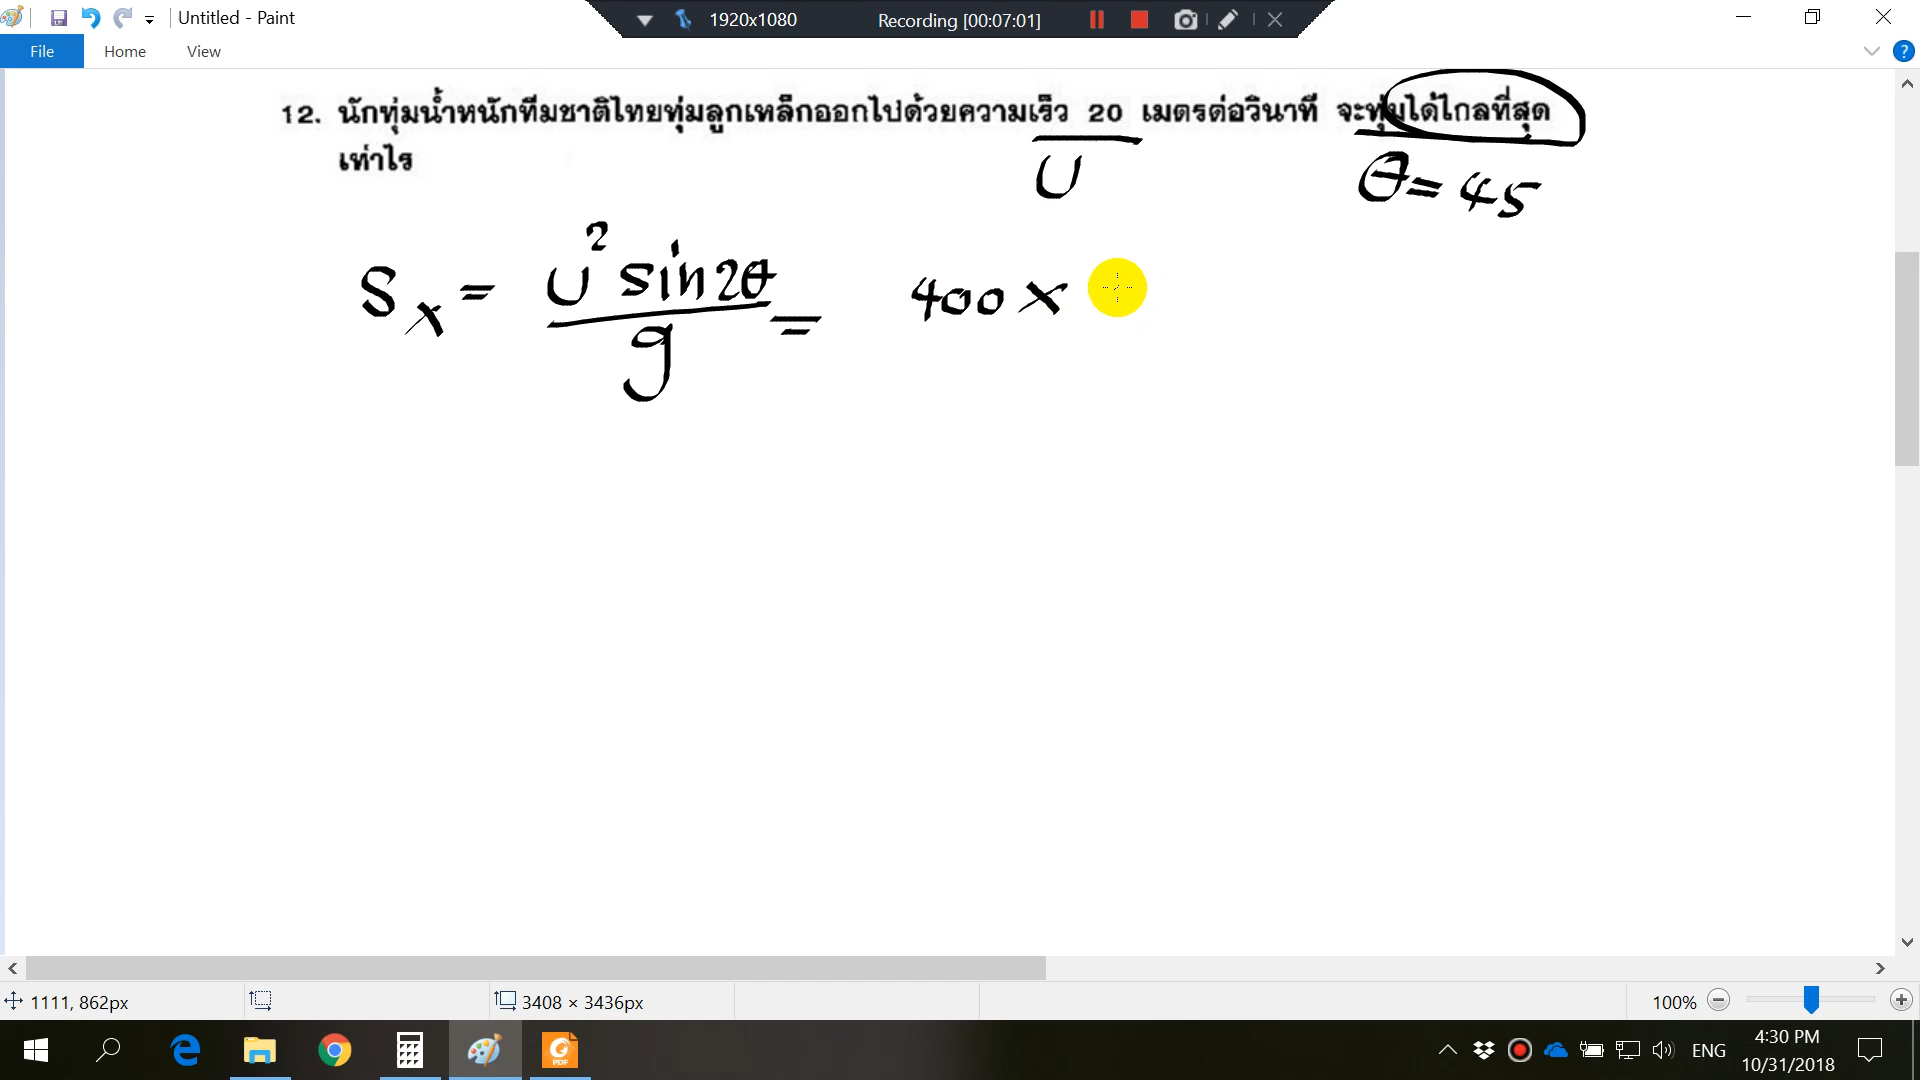 Untitled - Paint
1920x1080
Recording [00:07:01]
File Home View
12. นักทุ่มน้ำหนักทีมชาติไทยทุ่มลูกเหล็กออกไปด้วยความเร็ว 20 เมตรต่อวินาที จะทุ่มได้ไกลที่สุด
เท่าไร
U θ = 45
Sx = U² sin2θ / g = 400 x
1111, 862px
3408 × 3436px
100%
ENG
4:30 PM
10/31/2018
PDF